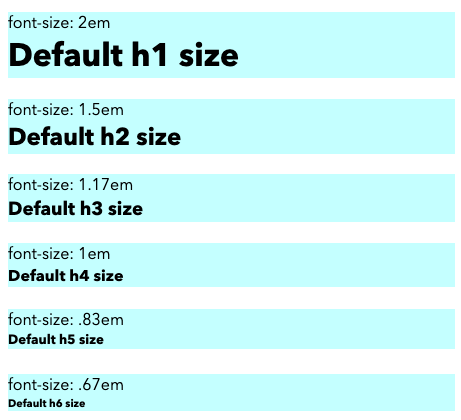 font-size: 2em
Default h1 size
font-size: 1.5em
Default h2 size
font-size: 1.17em
Default h3 size
font-size: 1em
Default h4 size
font-size: .83em
Default h5 size
font-size: .67em
Default h6 size